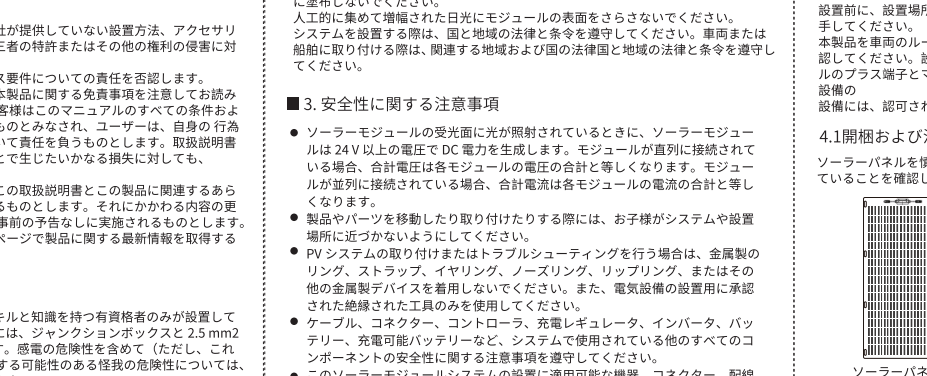 社が提供していない設置方法、アクセサリ
三者の特許またはその他の権利の侵害に対
ス要件についての責任を否認します。
本製品に関する免責事項を注意してお読み
客様はこのマニュアルのすべての条件およ
ものとみなされ、ユーザーは、自身の 行為
いて責任を負うものとします。取扱説明書
とで生じたいかなる損失に対しても、
この取扱説明書とこの製品に関連するあら
るものとします。それにかかわる内容の更
事前の予告なしに実施されるものとします。
ページで製品に関する最新情報を取得する
キルと知識を持つ有資格者のみが設置して
には、ジャンクションボックスと 2.5 mm2
す。感電の危険性を含めて（ただし、これ
する可能性のある怪我の危険性については、
に塗布しないでください。
人工的に集めて増幅された日光にモジュールの表面をさらさないでください。
システムを設置する際は、国と地域の法律と条令を遵守してください。車両または
船舶に取り付ける際は、関連する地域および国の法律国と地域の法律と条令を遵守し
てください。
■ 3. 安全性に関する注意事項
● ソーラーモジュールの受光面に光が照射されているときに、ソーラーモジュー
ルは 24 V 以上の電圧で DC 電力を生成します。モジュールが直列に接続されて
いる場合、合計電圧は各モジュールの電圧の合計と等しくなります。モジュー
ルが並列に接続されている場合、合計電流は各モジュールの電流の合計と等し
くなります。
● 製品やパーツを移動したり取り付けたりする際には、お子様がシステムや設置
場所に近づかないようにしてください。
● PV システムの取り付けまたはトラブルシューティングを行う場合は、金属製の
リング、ストラップ、イヤリング、ノーズリング、リップリング、またはその
他の金属製デバイスを着用しないでください。また、電気設備の設置用に承認
された絶縁された工具のみを使用してください。
● ケーブル、コネクター、コントローラ、充電レギュレータ、インバータ、バッ
テリー、充電可能バッテリーなど、システムで使用されている他のすべてのコ
ンポーネントの安全性に関する注意事項を遵守してください。
● このソーラーモジュールシステムの設置に適用可能な機器、コネクター、配線
設置前に、設置場所
手してください。
本製品を車両のルー
認してください。設
ルのプラス端子とマ
設備の
設備には、認可され
4.1開梱および
ソーラーパネルを慎
ていることを確認し
ソーラーパネ